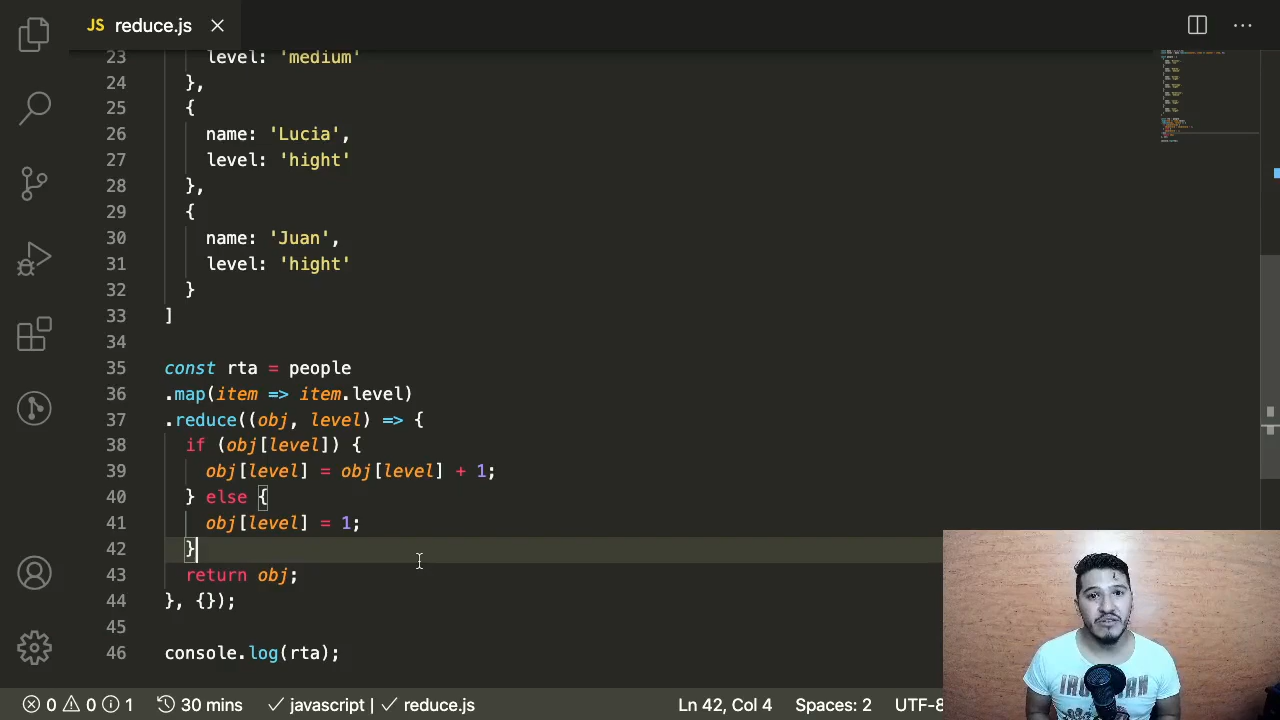 JS reduce.js
23 level: 'medium'
24 },
25 {
26 name: 'Lucia',
27 level: 'hight'
28 },
29 {
30 name: 'Juan',
31 level: 'hight'
32 }
33 ]
34
35 const rta = people
36 .map(item => item.level)
37 .reduce((obj, level) => {
38 if (obj[level]) {
39 obj[level] = obj[level] + 1;
40 } else {
41 obj[level] = 1;
42 }
43 return obj;
44 }, {});
45
46 console.log(rta);
0 0 1 30 mins javascript | reduce.js Ln 42, Col 4 Spaces: 2 UTF-8